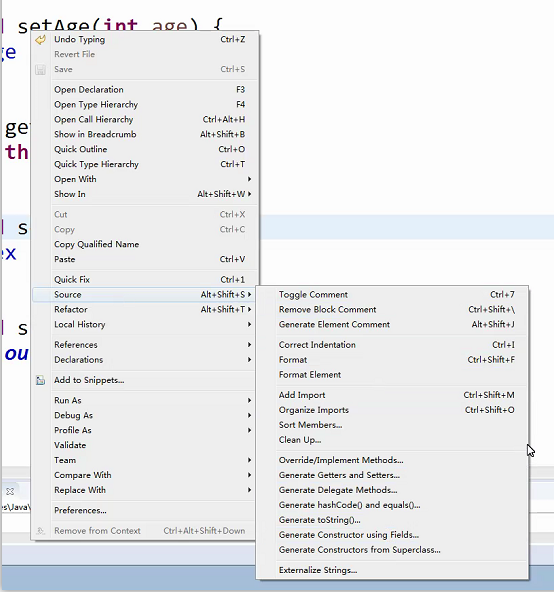 setAge(int age) {
ge
Undo Typing Ctrl+Z
Revert File
Save Ctrl+S
Open Declaration F3
Open Type Hierarchy F4
Open Call Hierarchy Ctrl+Alt+H
ge
Show in Breadcrumb Alt+Shift+B
th
Quick Outline Ctrl+O
Quick Type Hierarchy Ctrl+T
Open With
Show In Alt+Shift+W
Cut Ctrl+X
s
Copy Ctrl+C
Copy Qualified Name
ex
Paste Ctrl+V
Quick Fix Ctrl+1
Source Alt+Shift+S
Refactor Alt+Shift+T
Local History
s
References
ou
Declarations
Add to Snippets...
Run As
Debug As
Profile As
Validate
Team
Compare With
Replace With
es\Java\
Preferences...
Remove from Context Ctrl+Alt+Shift+Down
Toggle Comment Ctrl+7
Remove Block Comment Ctrl+Shift+\
Generate Element Comment Alt+Shift+J
Correct Indentation Ctrl+I
Format Ctrl+Shift+F
Format Element
Add Import Ctrl+Shift+M
Organize Imports Ctrl+Shift+O
Sort Members...
Clean Up...
Override/Implement Methods...
Generate Getters and Setters...
Generate Delegate Methods...
Generate hashCode() and equals()...
Generate toString()...
Generate Constructor using Fields...
Generate Constructors from Superclass...
Externalize Strings...